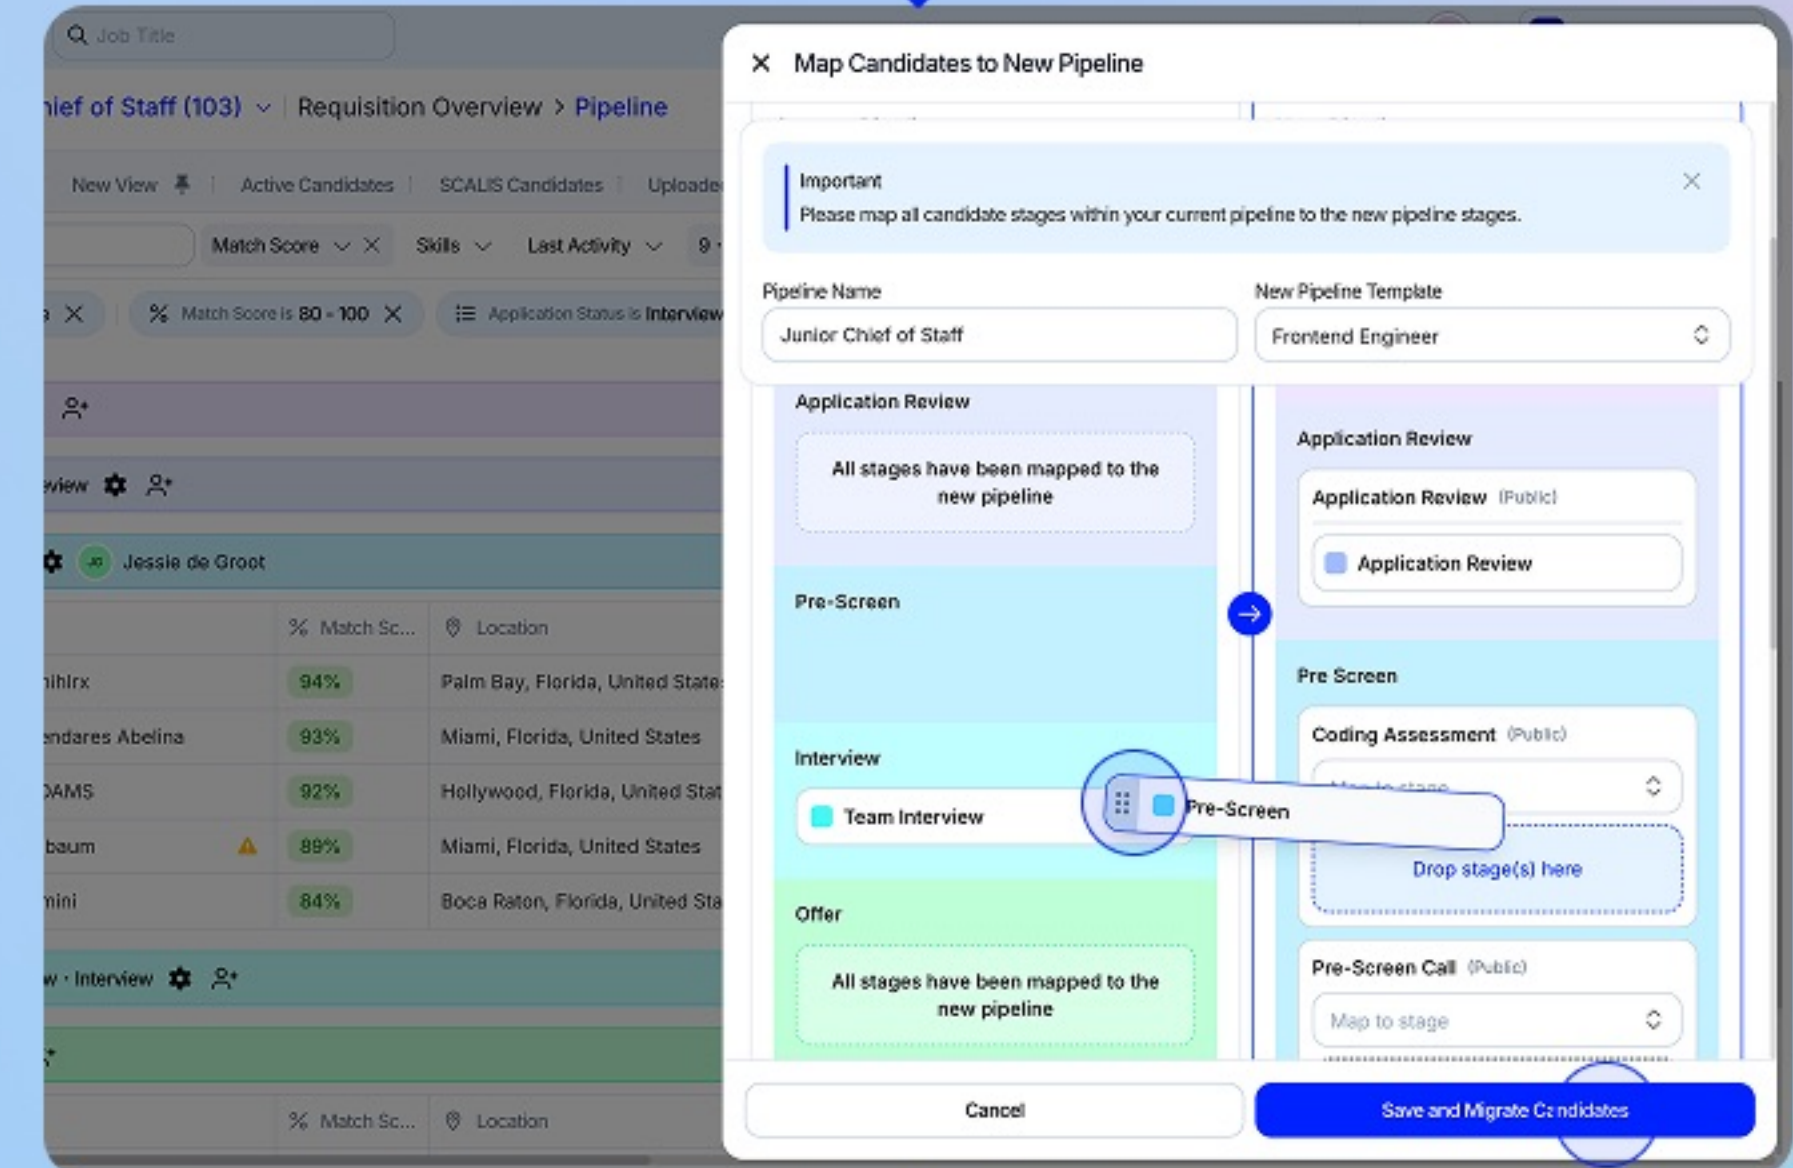 Job Title
hief of Staff (103)
Requisition Overview > Pipeline
New View
Active Candidates
SCALIS Candidates
Match Score
Skills
Last Activity
9
Match Score is 80 - 100
Application Status is Interview
Jessie de Groot
Match Sc...
Location
94%
Palm Bay, Florida, United State
endares Abelina
93%
Miami, Florida, United States
92%
Hollywood, Florida, United Stat
baum
89%
Miami, Florida, United States
84%
Boca Raton, Florida, United Sta
Interview
Match Sc...
Location
Map Candidates to New Pipeline
Important
Please map all candidate stages within your current pipeline to the new pipeline stages.
Pipeline Name
Junior Chief of Staff
New Pipeline Template
Frontend Engineer
Application Review
All stages have been mapped to the
new pipeline
Pre-Screen
Interview
Team Interview
Offer
All stages have been mapped to the
new pipeline
Application Review
Application Review (Public)
Application Review
Pre Screen
Coding Assessment (Public)
Pre-Screen
Drop stage(s) here
Pre-Screen Call (Public)
Map to stage
Cancel
Save and Migrate Candidates